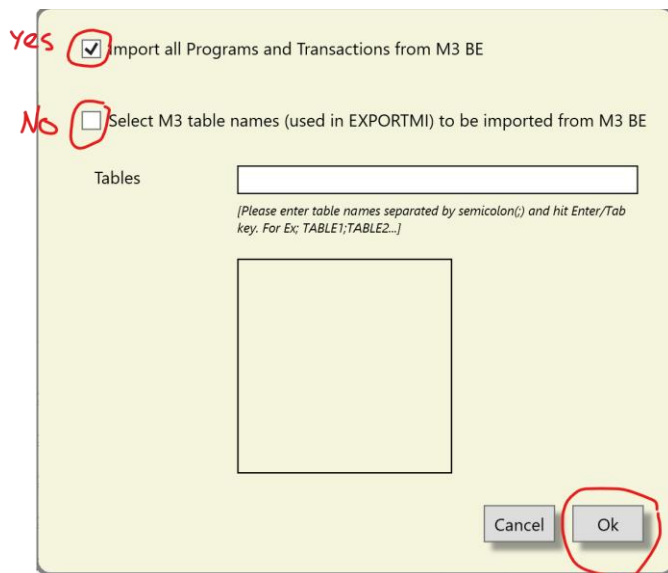 Yes Import all Programs and Transactions from M3 BE
No Select M3 table names (used in EXPORTMI) to be imported from M3 BE
Tables
[Please enter table names separated by semicolon(;) and hit Enter/Tab
key. For Ex; TABLE1;TABLE2...]
Cancel Ok